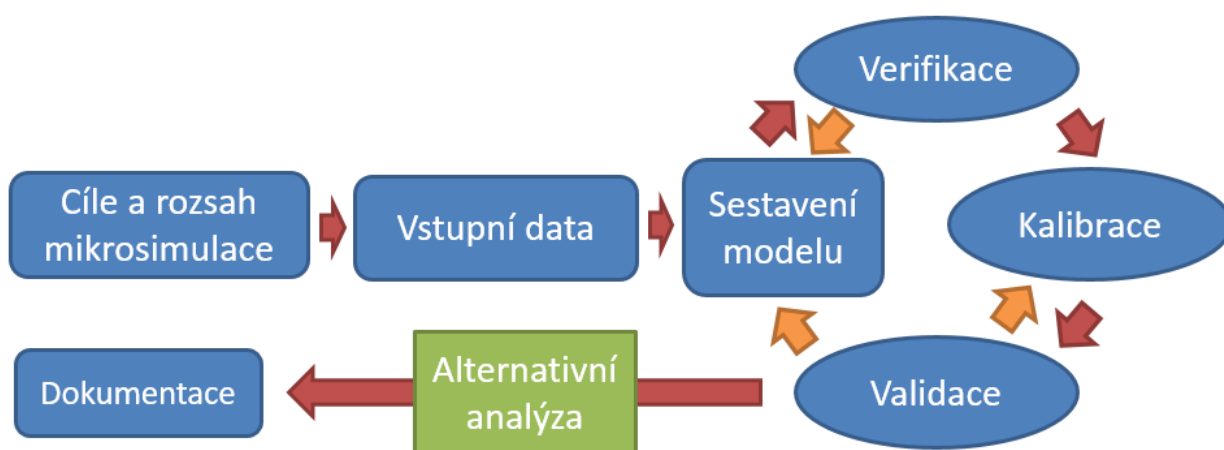 Verifikace
Cíle a rozsah
mikrosimulace
Vstupní data
Sestavení
modelu
Kalibrace
Dokumentace
Alternativní
analýza
Validace